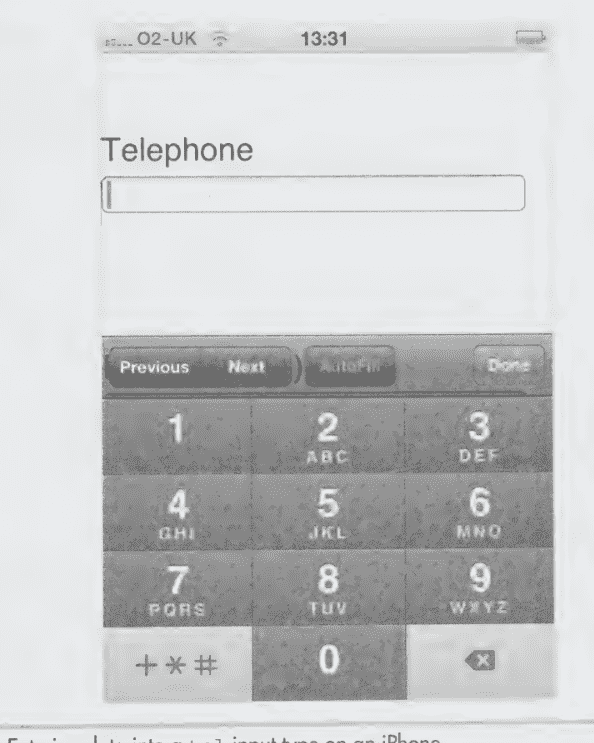 O2-UK 13:31
Telephone
Previous Next AutoFill Done
1 2 3
ABC DEF
4 5 6
GHI JKL MNO
7 8 9
PQRS TUV WXYZ
+ * # 0
input type on an iPhone